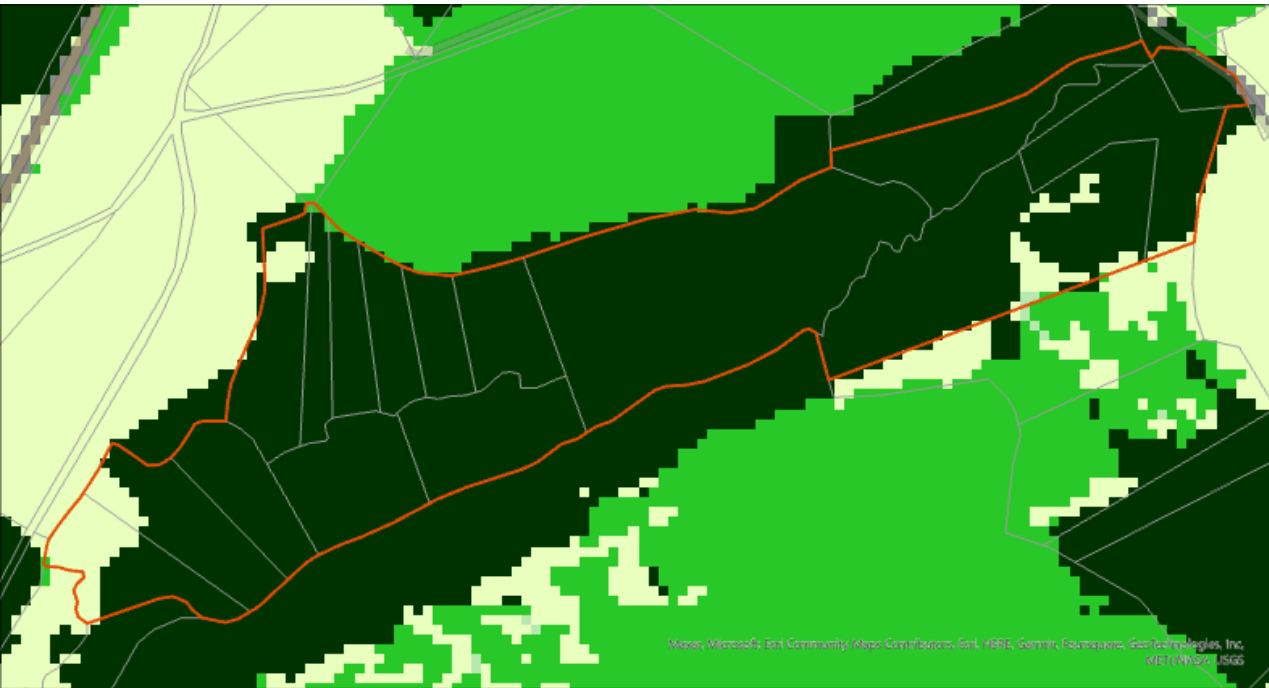 Maxar, Microsoft, Esri Community Maps Contributors, Esri, HERE, Garmin, Foursquare, GeoTechnologies, Inc,
METI/NASA, USGS